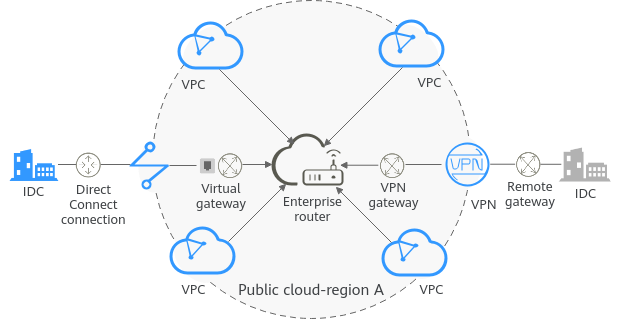 VPC
VPC
VPN
IDC
Direct
Connect
connection
Virtual
gateway
Enterprise
router
VPN
gateway
VPN
Remote
gateway
IDC
VPC
Public cloud-region A
VPC